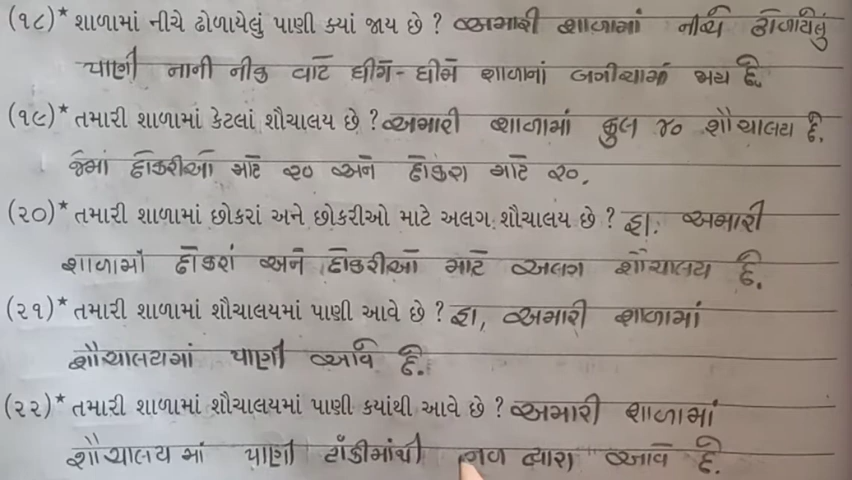 (૧૮)* શાળામાં નીચે ઢોળાયેલું પાણી ક્યાં જાય છે ? અમારી શાળામાં નીચે ઢોળાયેલું
પાણી નાની નીક વાટે ધીમે-ધીમે શાળાનાં બગીચામાં જાય છે.
(૧૯)* તમારી શાળામાં કેટલાં શૌચાલય છે ? અમારી શાળામાં કુલ ૪૦ શૌચાલય છે.
જેમાં છોકરીઓ માટે ૨૦ અને છોકરા માટે ૨૦.
(૨૦)* તમારી શાળામાં છોકરાં અને છોકરીઓ માટે અલગ શૌચાલય છે ? હા. અમારી
શાળામાં છોકરાં અને છોકરીઓ માટે અલગ શૌચાલય છે.
(૨૧)* તમારી શાળામાં શૌચાલયમાં પાણી આવે છે ? હા, અમારી શાળામાં
શૌચાલયમાં પાણી આવે છે.
(૨૨)* તમારી શાળામાં શૌચાલયમાં પાણી કયાંથી આવે છે ? અમારી શાળામાં
શૌચાલય માં પાણી ટાંકીમાંથી નળ દ્વારા આવે છે.